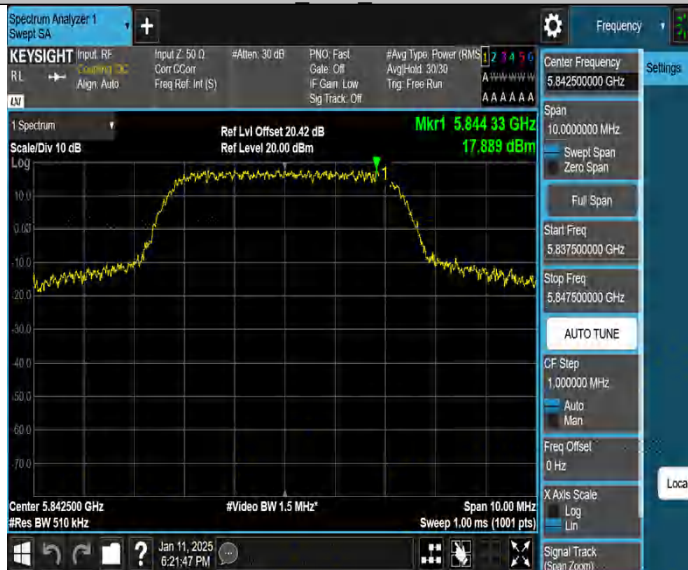 Spectrum Analyzer 1
Swept SA
+
Frequency
KEYSIGHT
RL
LXI
Input: RF
Coupling: DC
Align: Auto
Input Z: 50 Ω
Corr CCorr
Freq Ref: Int (S)
#Atten: 30 dB
PNO: Fast
Gate: Off
IF Gain: Low
Sig Track: Off
#Avg Type: Power (RMS
Avg|Hold: 30/30
Trig: Free Run
1 2 3 4 5 6
A W W W W W
A A A A A A
Center Frequency
5.842500000 GHz
Settings
Span
10.0000000 MHz
Swept Span
Zero Span
Full Span
Start Freq
5.837500000 GHz
Stop Freq
5.847500000 GHz
AUTO TUNE
CF Step
1.000000 MHz
Auto
Man
Freq Offset
0 Hz
X Axis Scale
Log
Lin
Signal Track
(Span Zoom)
Loca
1 Spectrum
Scale/Div 10 dB
Ref Lvl Offset 20.42 dB
Ref Level 20.00 dBm
Mkr1 5.844 33 GHz
17.889 dBm
Log
1
10.0
0.00
-10.0
-20.0
-30.0
-40.0
-50.0
-60.0
-70.0
Center 5.842500 GHz
#Res BW 510 kHz
#Video BW 1.5 MHz*
Span 10.00 MHz
Sweep 1.00 ms (1001 pts)
?
Jan 11, 2025
6:21:47 PM